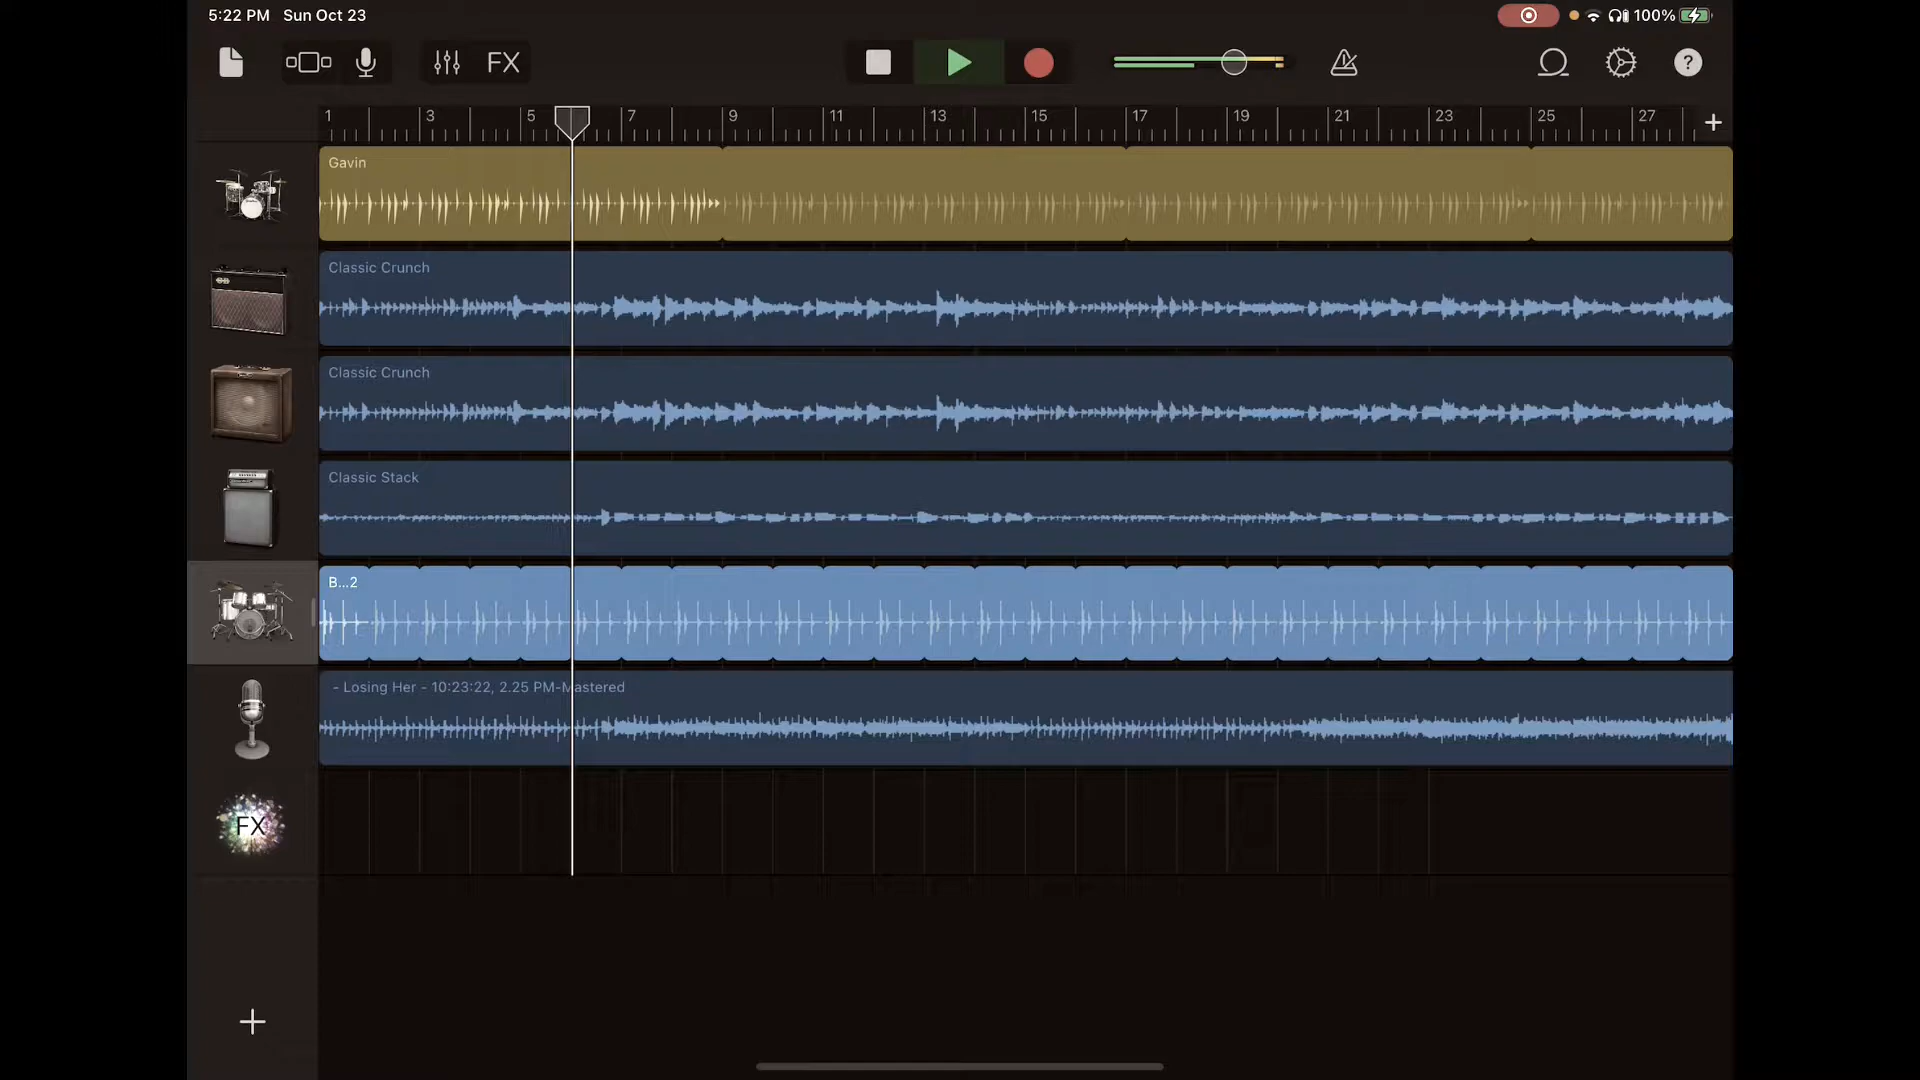 5:22 PM Sun Oct 23
100%
FX
?
1 3 5 7 9 11 13 15 17 19 21 23 25 27 +
Gavin
Classic Crunch
Classic Crunch
Classic Stack
B...2
- Losing Her - 10:23:22, 2.25 PM-Mastered
FX
+